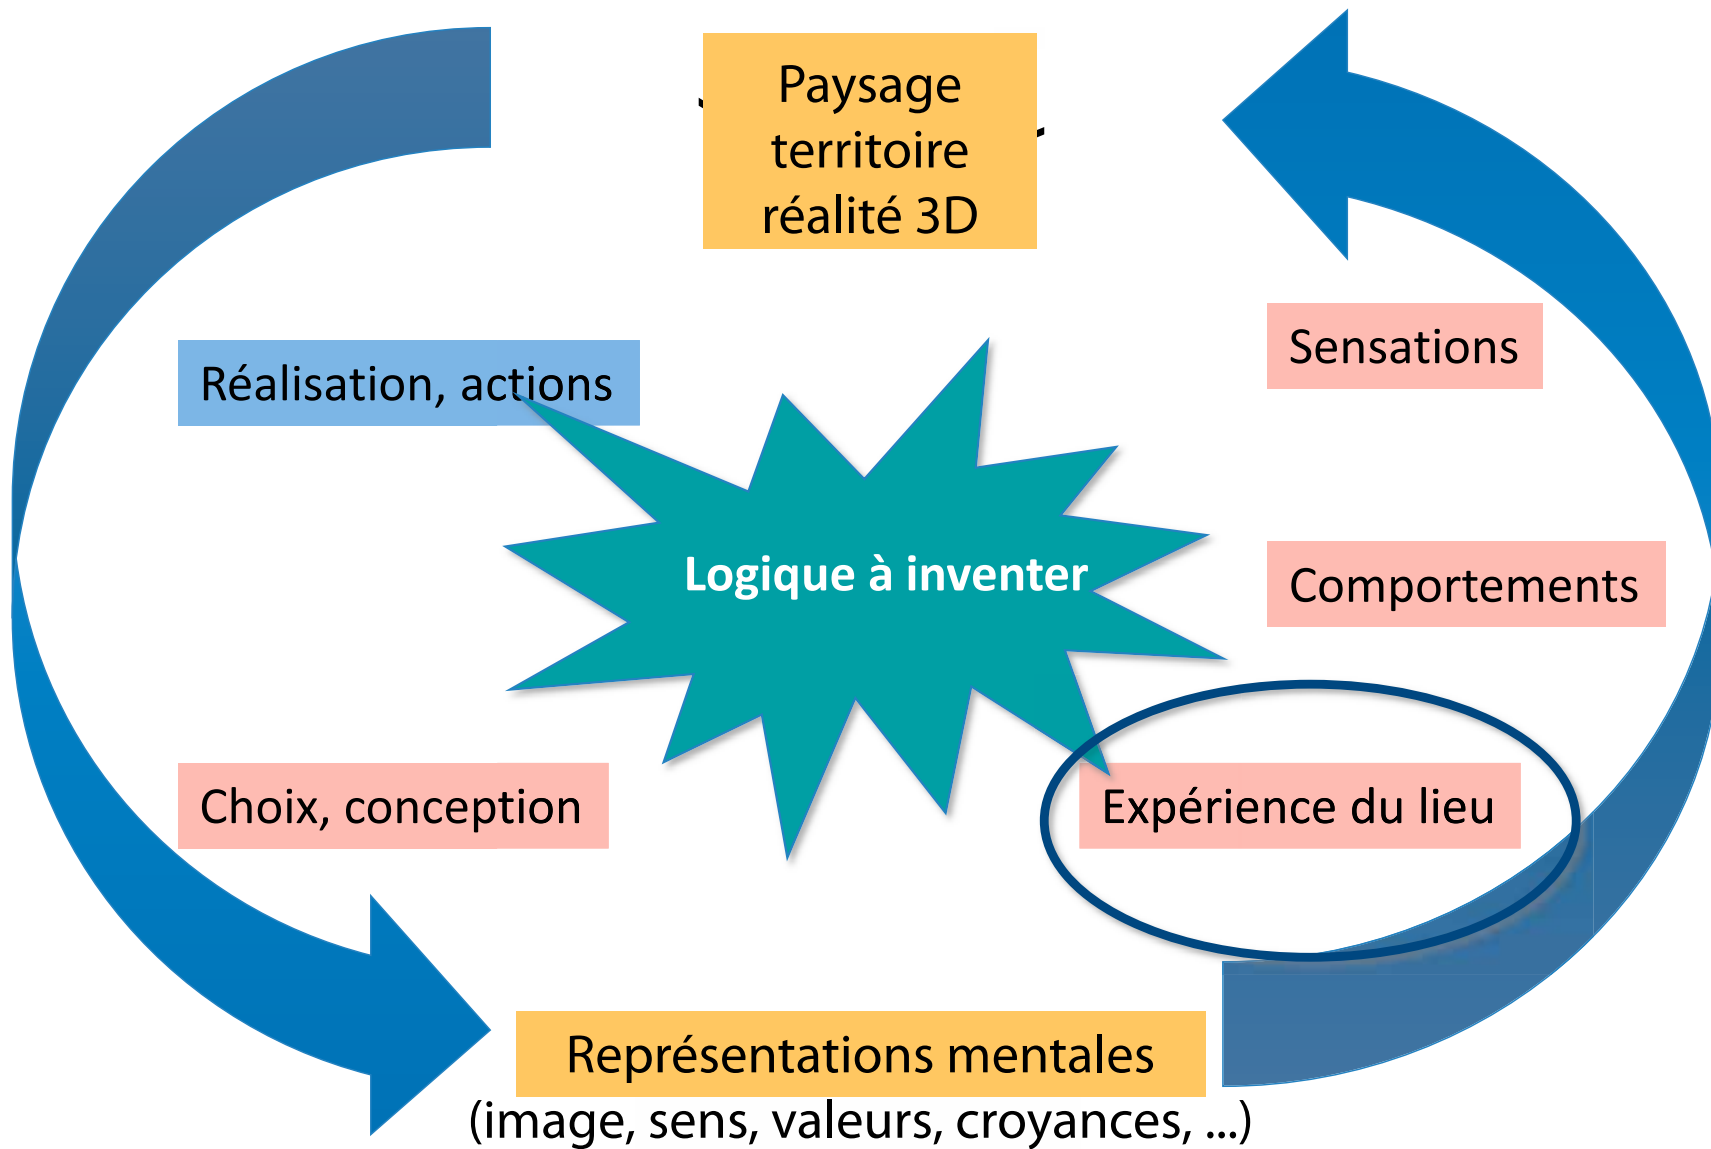 Paysage
territoire
réalité 3D
Sensations
Réalisation, actions
Logique à inventer
Comportements
Choix, conception
Expérience du lieu
Représentations mentales
(image, sens, valeurs, croyances, ...)